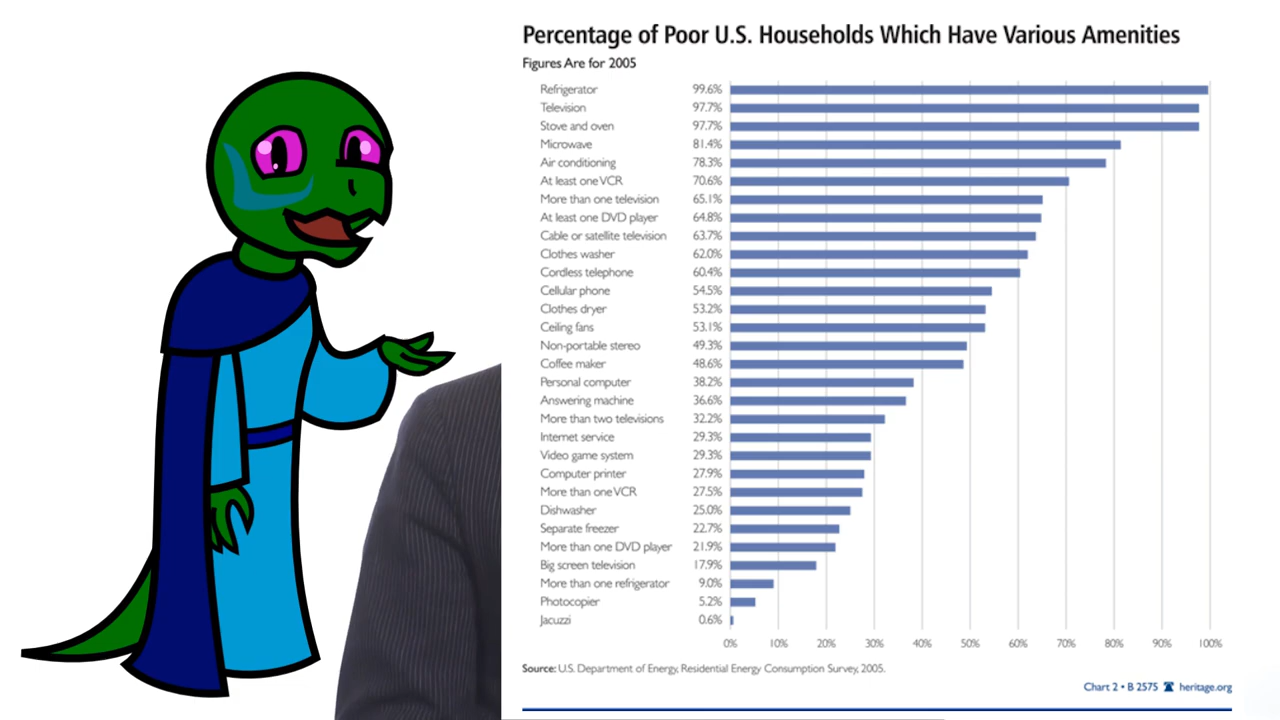 Percentage of Poor U.S. Households Which Have Various Amenities
Figures Are for 2005
Refrigerator 99.6%
Television 97.7%
Stove and oven 97.7%
Microwave 81.4%
Air conditioning 78.3%
At least one VCR 70.6%
More than one television 65.1%
At least one DVD player 64.8%
Cable or satellite television 63.7%
Clothes washer 62.0%
Cordless telephone 60.4%
Cellular phone 54.5%
Clothes dryer 53.2%
Ceiling fans 53.1%
Non-portable stereo 49.3%
Coffee maker 48.6%
Personal computer 38.2%
Answering machine 36.6%
More than two televisions 32.2%
Internet service 29.3%
Video game system 29.3%
Computer printer 27.9%
More than one VCR 27.5%
Dishwasher 25.0%
Separate freezer 22.7%
More than one DVD player 21.9%
Big screen television 17.9%
More than one refrigerator 9.0%
Photocopier 5.2%
Jacuzzi 0.6%
0% 10% 20% 30% 40% 50% 60% 70% 80% 90% 100%
Source: U.S. Department of Energy, Residential Energy Consumption Survey, 2005.
Chart 2 • B 2575 heritage.org